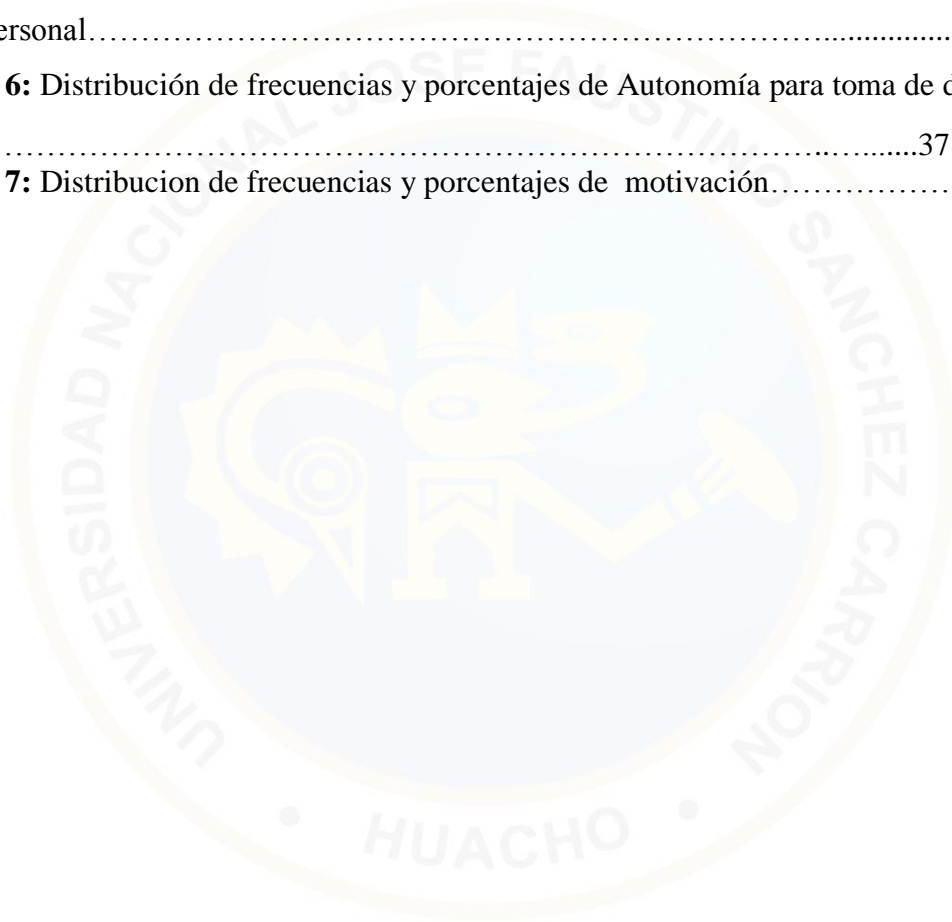 ersonal……………………………………………………………...............
6: Distribución de frecuencias y porcentajes de Autonomía para toma de d
……………………………………………………………………..….......37
7: Distribucion de frecuencias y porcentajes de  motivación………………
UNIVERSIDAD NACIONAL JOSE FAUSTINO SANCHEZ CARRION
• HUACHO •